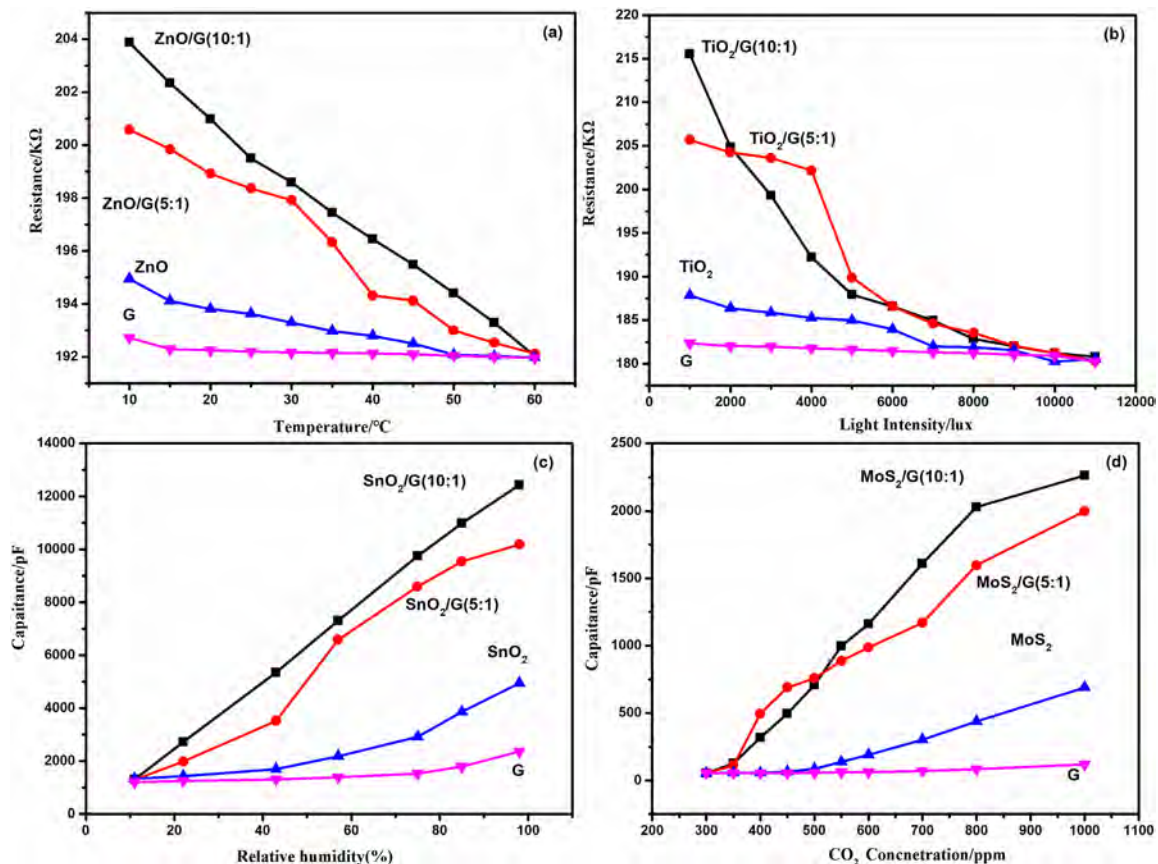 (a)
204
ZnO/G(10:1)
202
200
198
ZnO/G(5:1)
196
ZnO
194
G
192
Resistance/KΩ
10 20 30 40 50 60
Temperature/°C
(b)
220
TiO₂/G(10:1)
215
210
TiO₂/G(5:1)
205
200
195
190
TiO₂
185
180
G
175
Resistance/KΩ
0 2000 4000 6000 8000 10000 12000
Light Intensity/lux
(c)
14000
SnO₂/G(10:1)
12000
10000
8000
SnO₂/G(5:1)
6000
SnO₂
4000
2000
G
0
Capaitance/pF
0 20 40 60 80 100
Relative humidity(%)
(d)
2500
MoS₂/G(10:1)
2000
1500
MoS₂/G(5:1)
1000
MoS₂
500
0
G
Capaitance/pF
200 300 400 500 600 700 800 900 1000 1100
CO₂ Concnetration/ppm